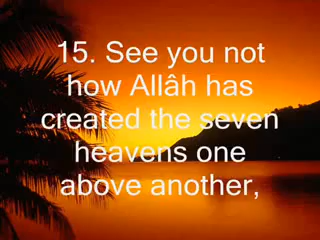 15. See you not
how Allâh has
created the seven
heavens one
above another,